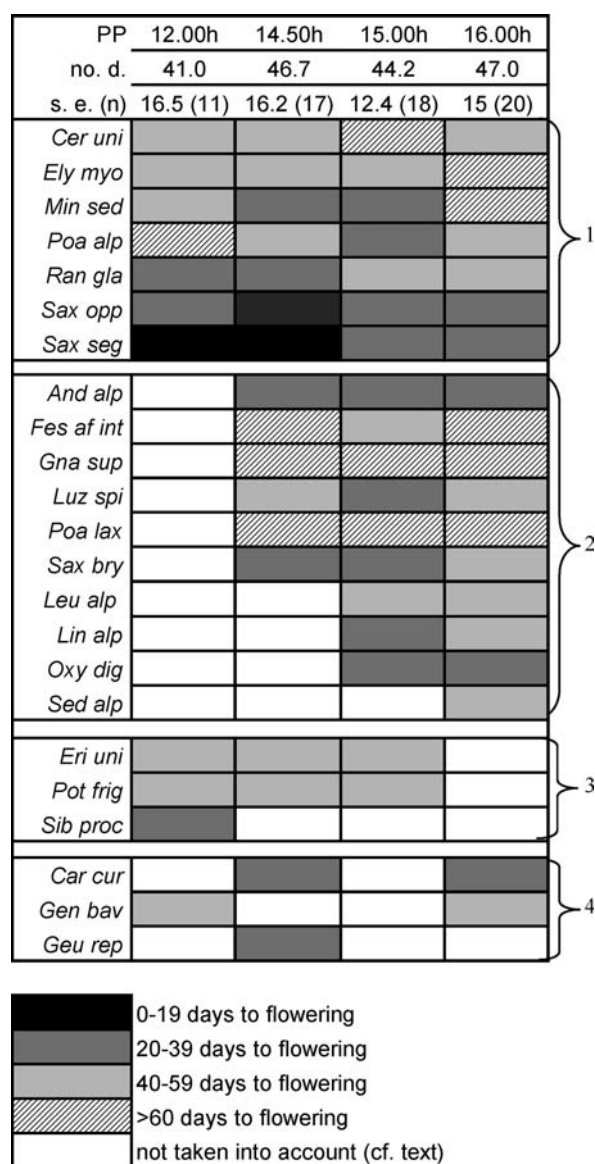 PP 12.00h 14.50h 15.00h 16.00h
no. d. 41.0 46.7 44.2 47.0
s. e. (n) 16.5 (11) 16.2 (17) 12.4 (18) 15 (20)
Cer uni
Ely myo
Min sed
Poa alp
Ran gla
Sax opp
Sax seg
1
And alp
Fes af int
Gna sup
Luz spi
Poa lax
Sax bry
Leu alp
Lin alp
Oxy dig
Sed alp
2
Eri uni
Pot frig
Sib proc
3
Car cur
Gen bav
Geu rep
4
0-19 days to flowering
20-39 days to flowering
40-59 days to flowering
>60 days to flowering
not taken into account (cf. text)